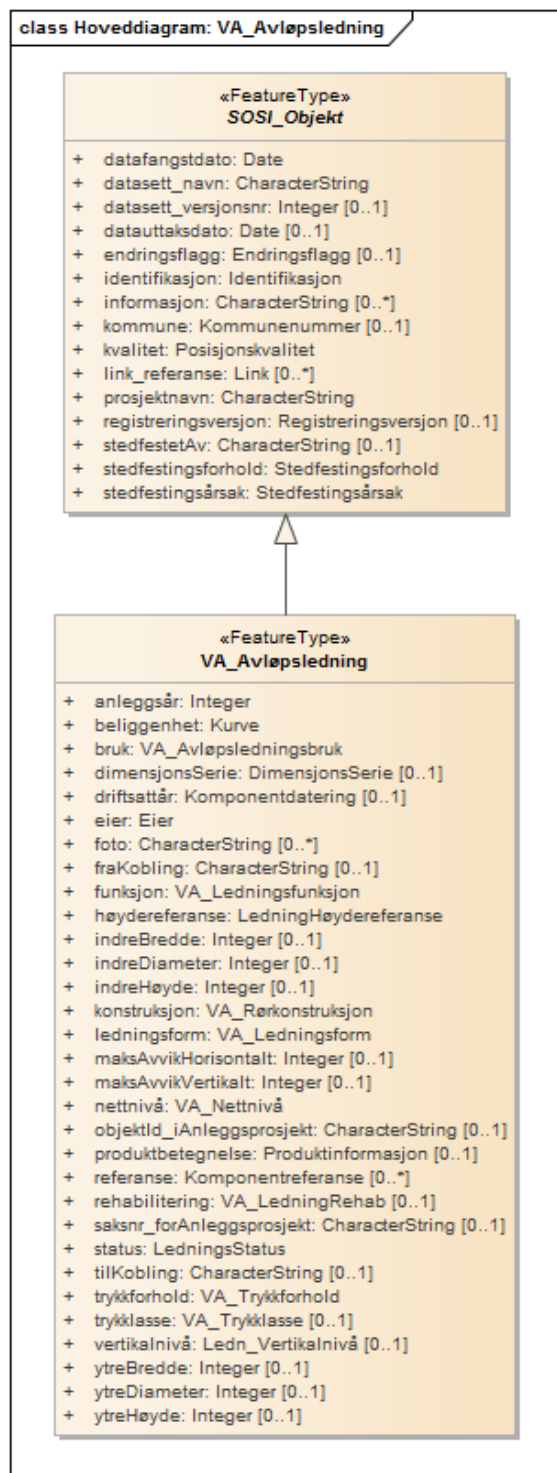 class Hoveddiagram: VA_Avløpsledning
«FeatureType»
SOSI_Objekt
+ datafangstdato: Date
+ datasett_navn: CharacterString
+ datasett_versjonsnr: Integer [0..1]
+ datauttaksdato: Date [0..1]
+ endringsflagg: Endringsflagg [0..1]
+ identifikasjon: Identifikasjon
+ informasjon: CharacterString [0..*]
+ kommune: Kommunenummer [0..1]
+ kvalitet: Posisjonskvalitet
+ link_referanse: Link [0..*]
+ prosjektnavn: CharacterString
+ registreringsversjon: Registreringsversjon [0..1]
+ stedfestetAv: CharacterString [0..1]
+ stedfestingsforhold: Stedfestingsforhold
+ stedfestingsårsak: Stedfestingsårsak
«FeatureType»
VA_Avløpsledning
+ anleggsår: Integer
+ beliggenhet: Kurve
+ bruk: VA_Avløpsledningsbruk
+ dimensjonsSerie: DimensjonsSerie [0..1]
+ driftsattår: Komponentdatering [0..1]
+ eier: Eier
+ foto: CharacterString [0..*]
+ fraKobling: CharacterString [0..1]
+ funksjon: VA_Ledningsfunksjon
+ høydereferanse: LedningHøydereferanse
+ indreBredde: Integer [0..1]
+ indreDiameter: Integer [0..1]
+ indreHøyde: Integer [0..1]
+ konstruksjon: VA_Rørkonstruksjon
+ ledningsform: VA_Ledningsform
+ maksAvvikHorisontalt: Integer [0..1]
+ maksAvvikVertikalt: Integer [0..1]
+ nettnivå: VA_Nettnivå
+ objektId_iAnleggsprosjekt: CharacterString [0..1]
+ produktbetegnelse: Produktinformasjon [0..1]
+ referanse: Komponentreferanse [0..*]
+ rehabilitering: VA_LedningRehab [0..1]
+ saksnr_forAnleggsprosjekt: CharacterString [0..1]
+ status: LedningsStatus
+ tilKobling: CharacterString [0..1]
+ trykkforhold: VA_Trykkforhold
+ trykklasse: VA_Trykklasse [0..1]
+ vertikalnivå: Ledn_Vertikalnivå [0..1]
+ ytreBredde: Integer [0..1]
+ ytreDiameter: Integer [0..1]
+ ytreHøyde: Integer [0..1]